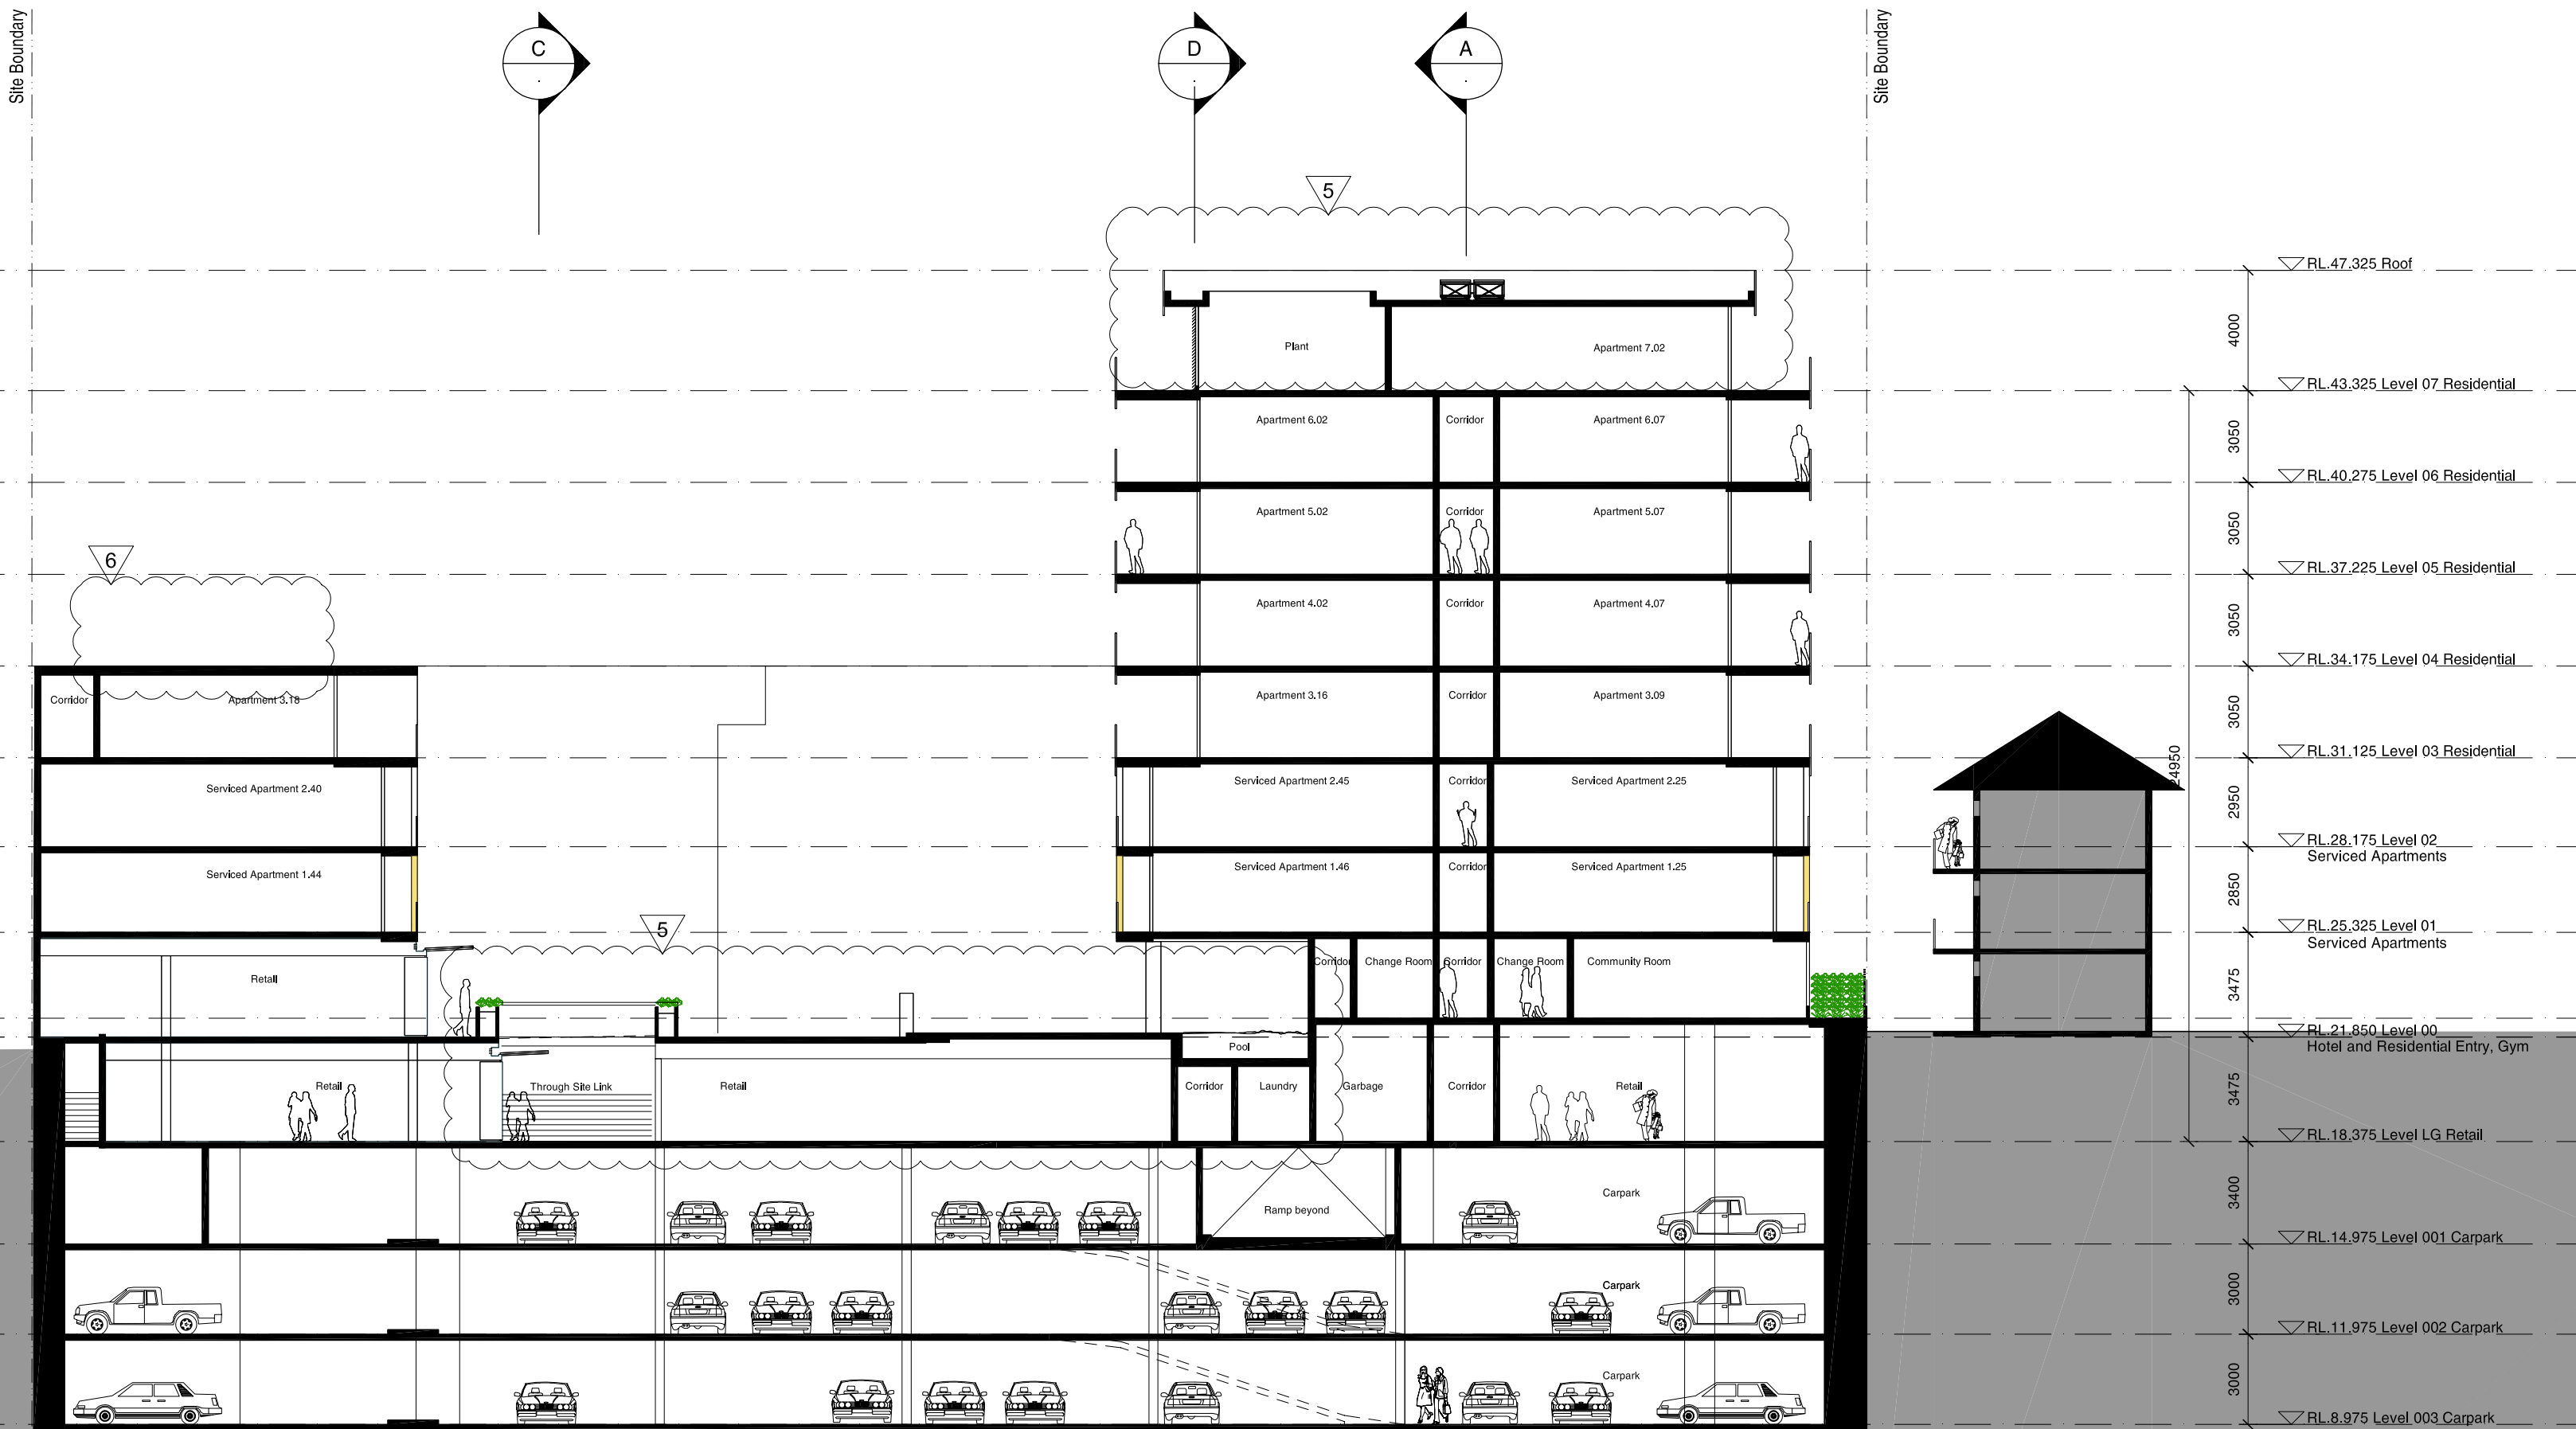 Site Boundary
C
D
A
Site Boundary
5
RL.47.325 Roof
4000
Plant
Apartment 7.02
RL.43.325 Level 07 Residential
Apartment 6.02
Corridor
Apartment 6.07
3050
RL.40.275 Level 06 Residential
Apartment 5.02
Corridor
Apartment 5.07
3050
6
RL.37.225 Level 05 Residential
Apartment 4.02
Corridor
Apartment 4.07
3050
RL.34.175 Level 04 Residential
Corridor
Apartment 3.18
Apartment 3.16
Corridor
Apartment 3.09
3050
RL.31.125 Level 03 Residential
24950
Serviced Apartment 2.40
Serviced Apartment 2.45
Corridor
Serviced Apartment 2.25
2950
RL.28.175 Level 02
Serviced Apartments
Serviced Apartment 1.44
Serviced Apartment 1.46
Corridor
Serviced Apartment 1.25
2850
5
RL.25.325 Level 01
Serviced Apartments
Retail
Corridor
Change Room
Corridor
Change Room
Community Room
3475
RL.21.850 Level 00
Hotel and Residential Entry, Gym
Pool
Retail
Through Site Link
Retail
Corridor
Laundry
Garbage
Corridor
Retail
3475
RL.18.375 Level LG Retail
Ramp beyond
Carpark
3400
RL.14.975 Level 001 Carpark
Carpark
3000
RL.11.975 Level 002 Carpark
Carpark
3000
RL.8.975 Level 003 Carpark